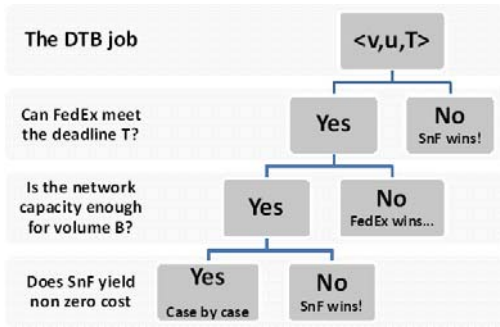 The DTB job
<v,u,T>
Can FedEx meet
the deadline T?
Yes
No
SnF wins!
Is the network
capacity enough
for volume B?
Yes
No
FedEx wins...
Does SnF yield
non zero cost
Yes
Case by case
No
SnF wins!